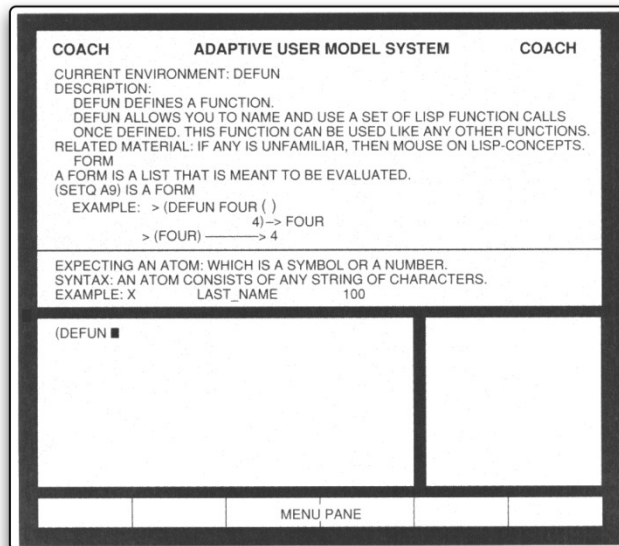 COACH ADAPTIVE USER MODEL SYSTEM COACH
CURRENT ENVIRONMENT: DEFUN
DESCRIPTION:
DEFUN DEFINES A FUNCTION.
DEFUN ALLOWS YOU TO NAME AND USE A SET OF LISP FUNCTION CALLS
ONCE DEFINED. THIS FUNCTION CAN BE USED LIKE ANY OTHER FUNCTIONS.
RELATED MATERIAL: IF ANY IS UNFAMILIAR, THEN MOUSE ON LISP-CONCEPTS.
FORM
A FORM IS A LIST THAT IS MEANT TO BE EVALUATED.
(SETQ A9) IS A FORM
EXAMPLE: > (DEFUN FOUR ( )
4)–> FOUR
> (FOUR) ————> 4
EXPECTING AN ATOM: WHICH IS A SYMBOL OR A NUMBER.
SYNTAX: AN ATOM CONSISTS OF ANY STRING OF CHARACTERS.
EXAMPLE: X LAST_NAME 100
(DEFUN ■
MENU PANE